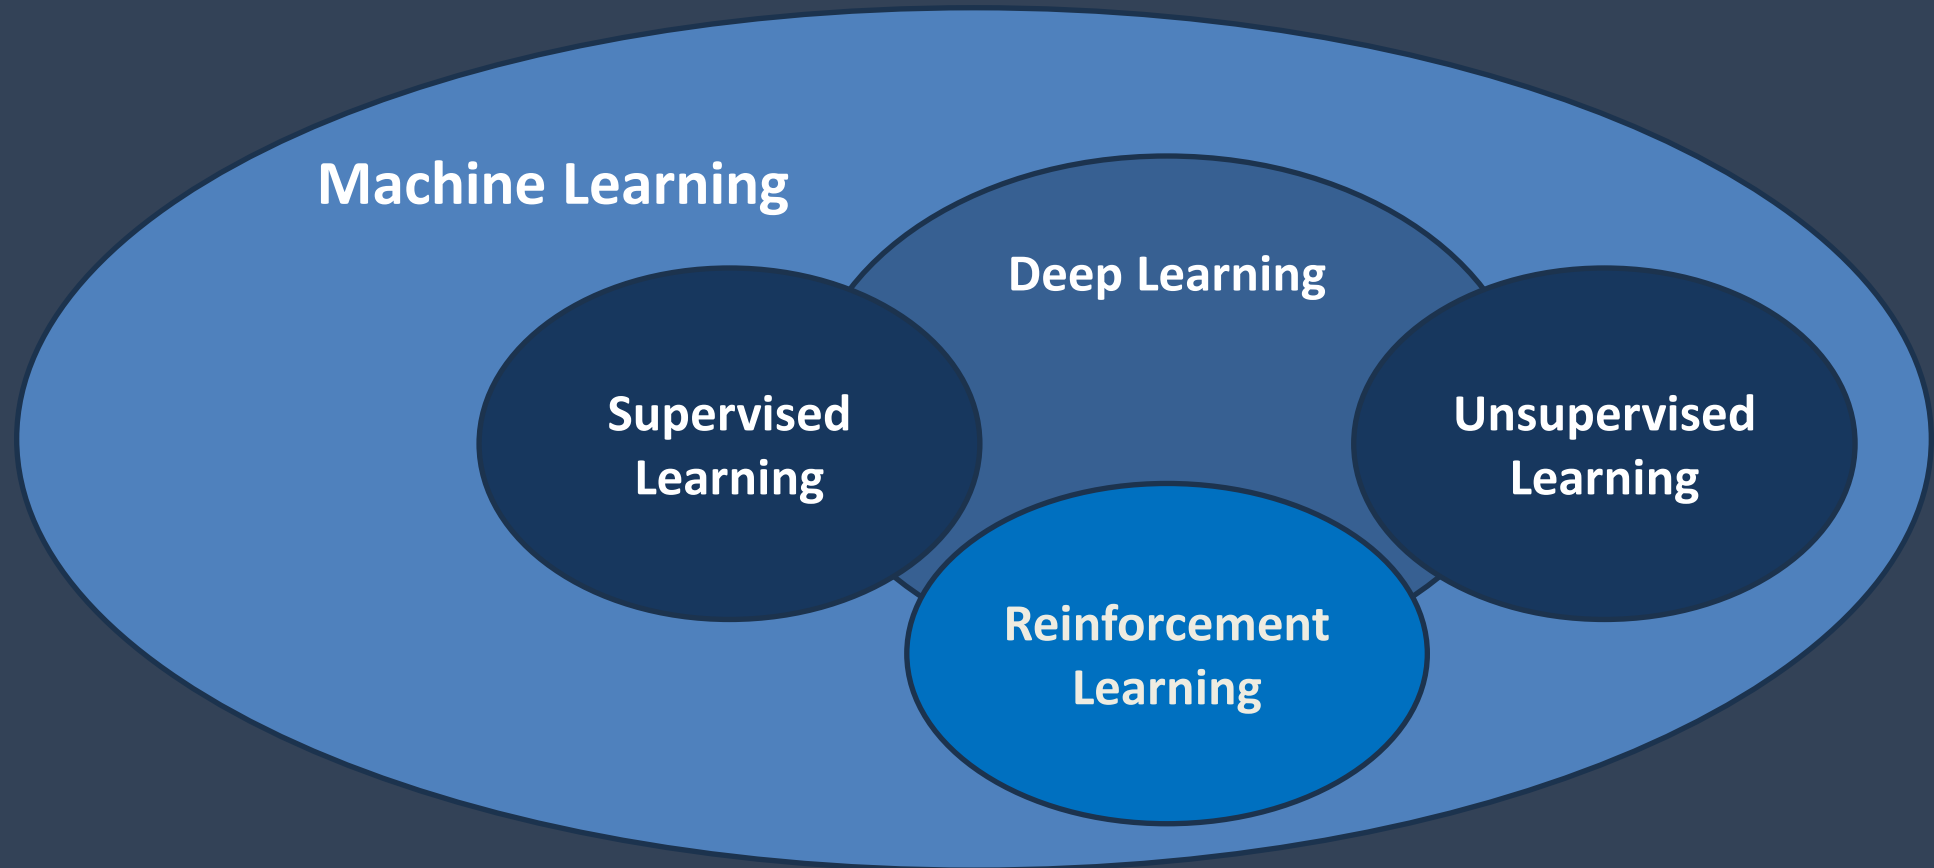 Machine Learning
Deep Learning
Supervised
Learning
Unsupervised
Learning
Reinforcement
Learning